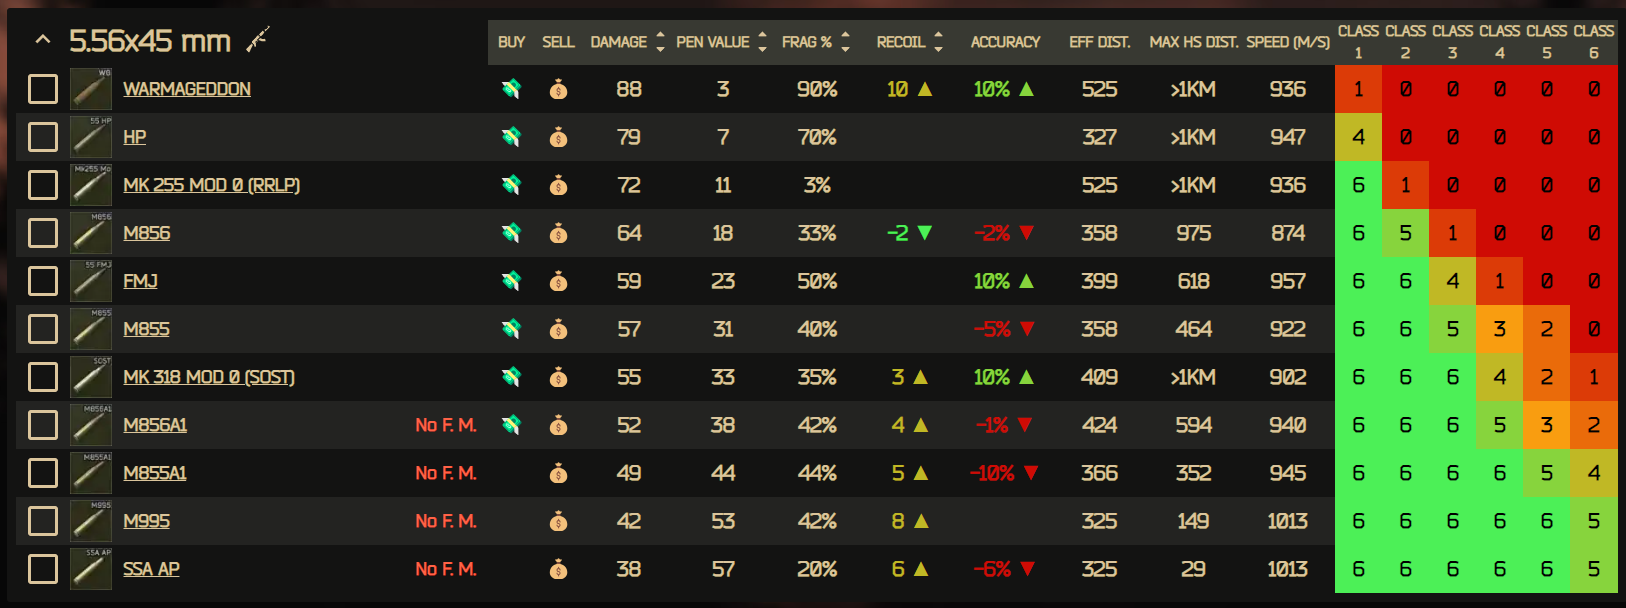 5.56x45 mm BUY SELL DAMAGE PEN VALUE FRAG % RECOIL ACCURACY EFF DIST. MAX HS DIST. SPEED (M/S) CLASS 1 CLASS 2 CLASS 3 CLASS 4 CLASS 5 CLASS 6
WB WARMAGEDDON 88 3 90% 10 ▲ 10% ▲ 525 >1KM 936 1 0 0 0 0 0
55 HP HP 79 7 70% 327 >1KM 947 4 0 0 0 0 0
Mk255 Mo MK 255 MOD 0 (RRLP) 72 11 3% 525 >1KM 936 6 1 0 0 0 0
M856 M856 64 18 33% -2 ▼ -2% ▼ 358 975 874 6 5 1 0 0 0
55 FMJ FMJ 59 23 50% 10% ▲ 399 618 957 6 6 4 1 0 0
M855 M855 57 31 40% -5% ▼ 358 464 922 6 6 5 3 2 0
SOST MK 318 MOD 0 (SOST) 55 33 35% 3 ▲ 10% ▲ 409 >1KM 902 6 6 6 4 2 1
M856A1 M856A1 No F. M. 52 38 42% 4 ▲ -1% ▼ 424 594 940 6 6 6 5 3 2
M855A1 M855A1 No F. M. 49 44 44% 5 ▲ -10% ▼ 366 352 945 6 6 6 6 5 4
M995 M995 No F. M. 42 53 42% 8 ▲ 325 149 1013 6 6 6 6 6 5
SSA AP SSA AP No F. M. 38 57 20% 6 ▲ -6% ▼ 325 29 1013 6 6 6 6 6 5